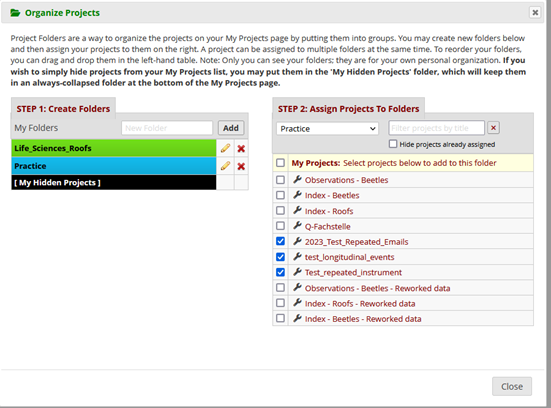 Organize Projects
Project Folders are a way to organize the projects on your My Projects page by putting them into groups. You may create new folders below
and then assign your projects to them on the right. A project can be assigned to multiple folders at the same time. To reorder your folders,
you can drag and drop them in the left-hand table. Note: Only you can see your folders; they are for your own personal organization. If you
wish to simply hide projects from your My Projects list, you may put them in the 'My Hidden Projects' folder, which will keep them
in an always-collapsed folder at the bottom of the My Projects page.
STEP 1: Create Folders
My Folders New Folder Add
Life_Sciences_Roofs
Practice
[ My Hidden Projects ]
STEP 2: Assign Projects To Folders
Practice Filter projects by title
Hide projects already assigned
My Projects: Select projects below to add to this folder
Observations - Beetles
Index - Beetles
Index - Roofs
Q-Fachstelle
2023_Test_Repeated_Emails
test_longitudinal_events
Test_repeated_instrument
Observations - Beetles - Reworked data
Index - Roofs - Reworked data
Index - Beetles - Reworked data
Close